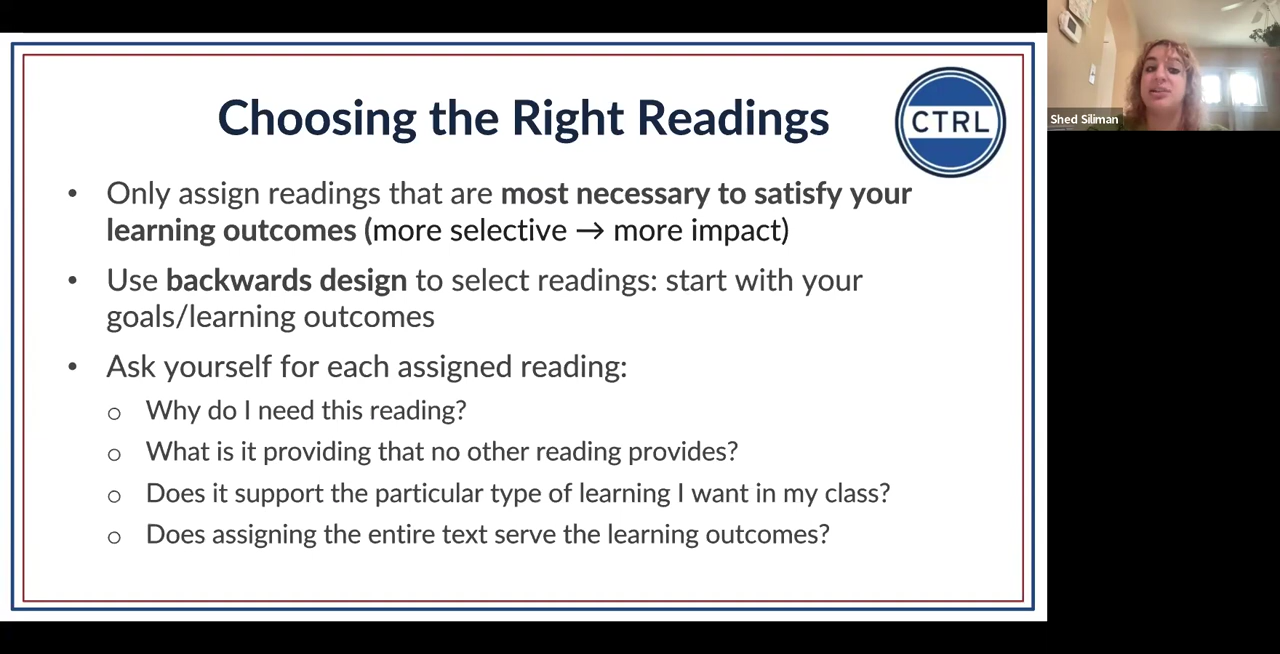 Choosing the Right Readings
CTRL
• Only assign readings that are most necessary to satisfy your
learning outcomes (more selective → more impact)
• Use backwards design to select readings: start with your
goals/learning outcomes
• Ask yourself for each assigned reading:
o Why do I need this reading?
o What is it providing that no other reading provides?
o Does it support the particular type of learning I want in my class?
o Does assigning the entire text serve the learning outcomes?
Shed Siliman